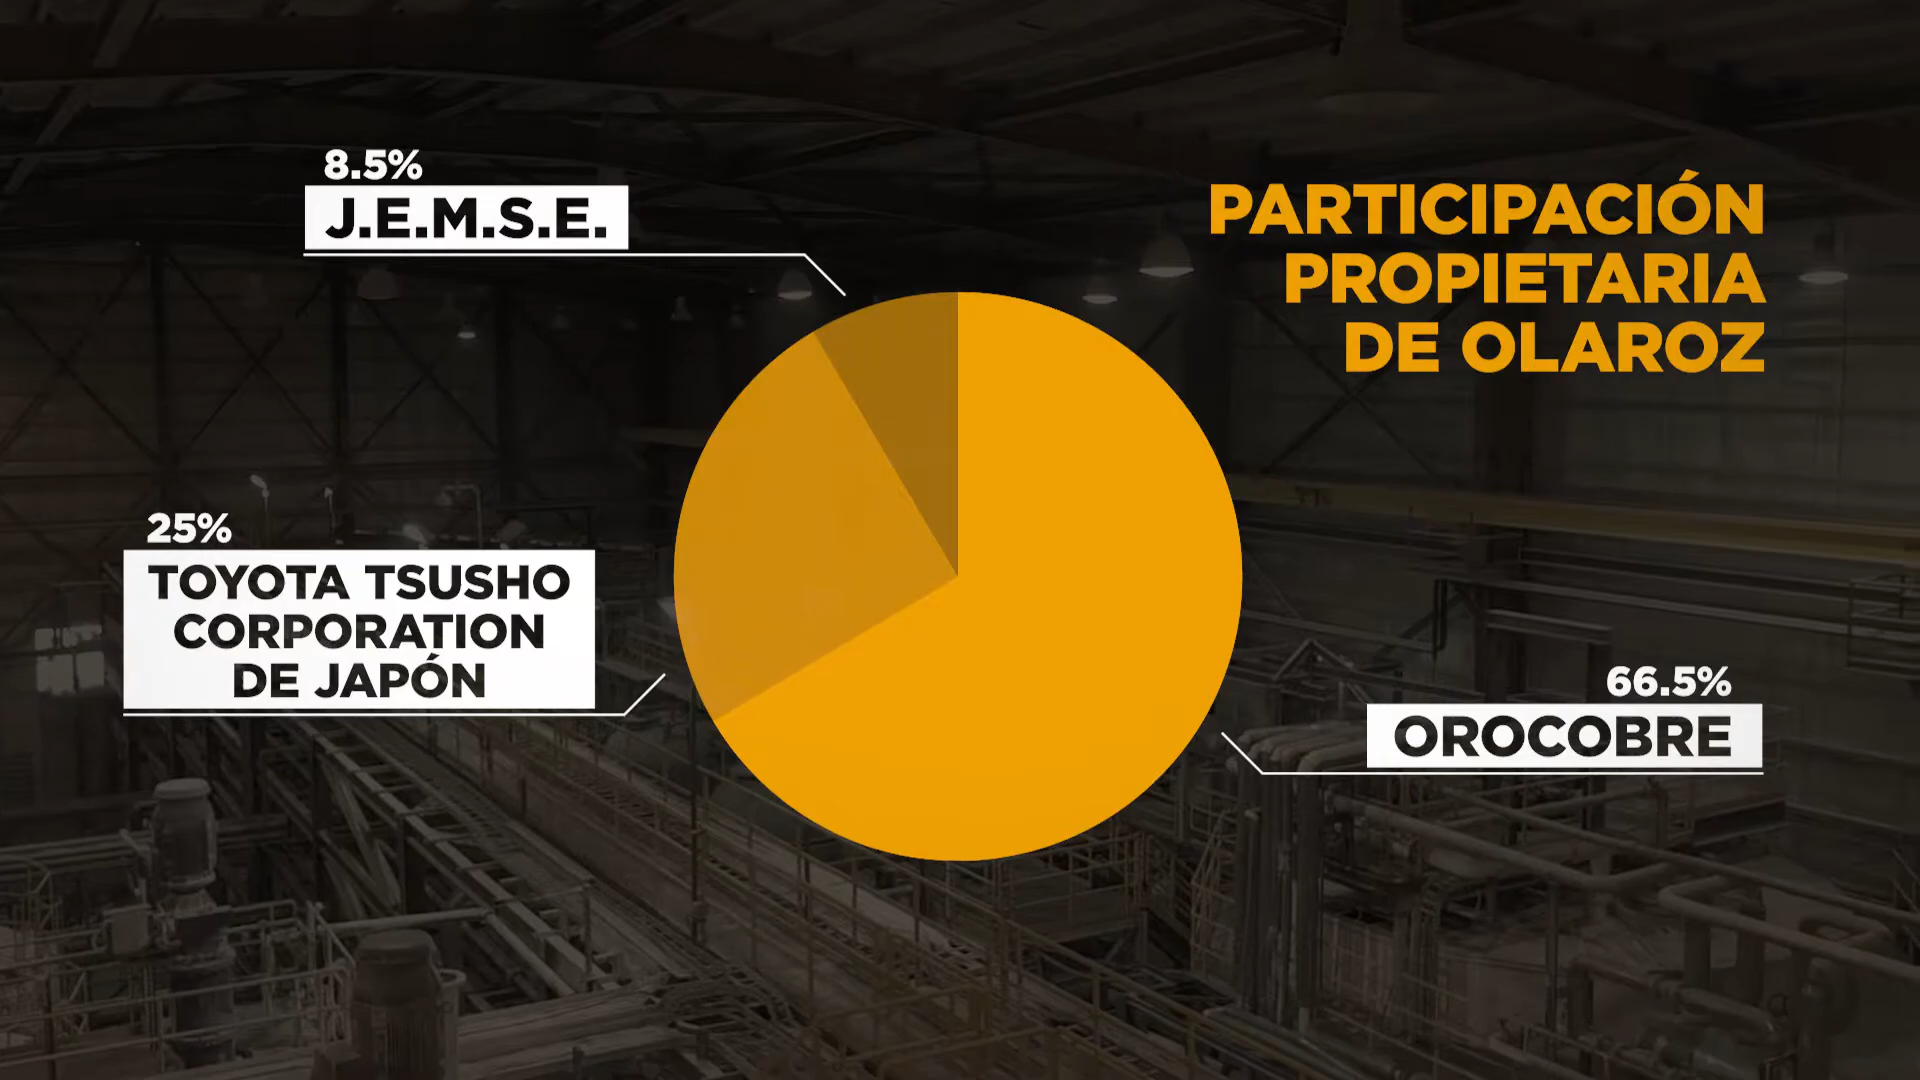 PARTICIPACIÓN
PROPIETARIA
DE OLAROZ
8.5%
J.E.M.S.E.
25%
TOYOTA TSUSHO
CORPORATION
DE JAPÓN
66.5%
OROCOBRE